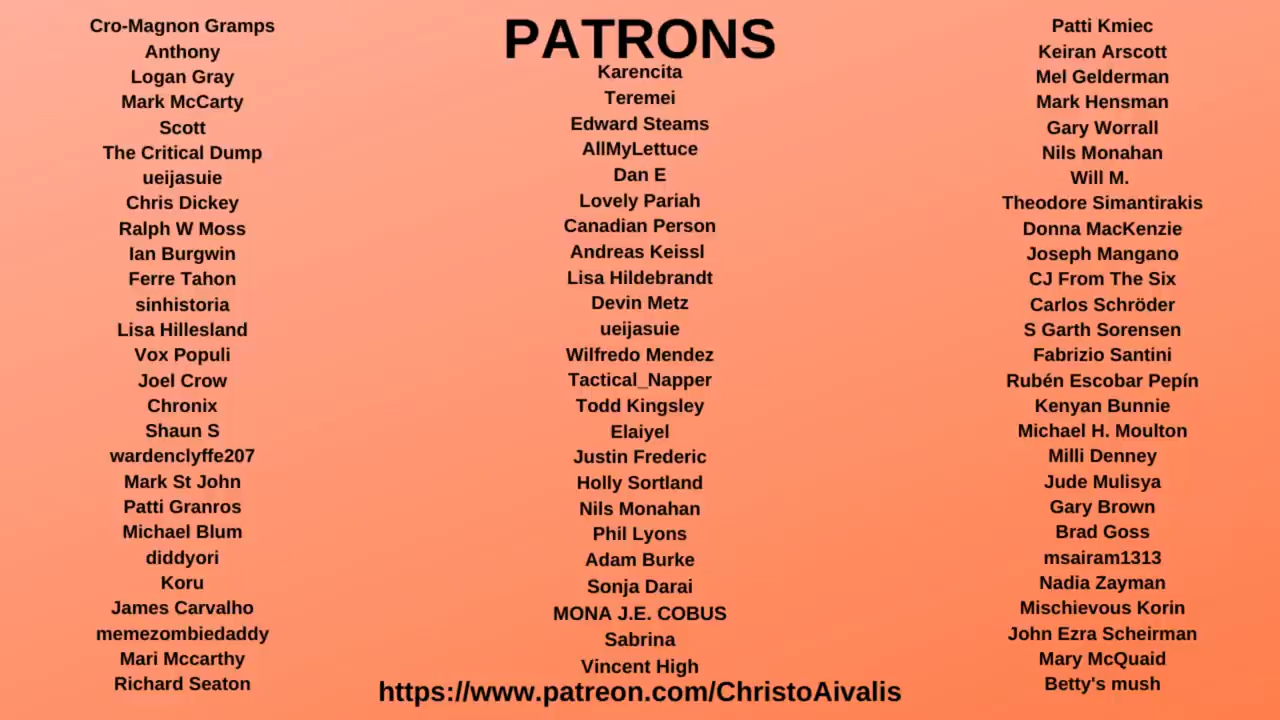 PATRONS
Cro-Magnon Gramps
Anthony
Logan Gray
Mark McCarty
Scott
The Critical Dump
ueijasuie
Chris Dickey
Ralph W Moss
Ian Burgwin
Ferre Tahon
sinhistoria
Lisa Hillesland
Vox Populi
Joel Crow
Chronix
Shaun S
wardenclyffe207
Mark St John
Patti Granros
Michael Blum
diddyori
Koru
James Carvalho
memezombiedaddy
Mari Mccarthy
Richard Seaton
Karencita
Teremei
Edward Steams
AllMyLettuce
Dan E
Lovely Pariah
Canadian Person
Andreas Keissl
Lisa Hildebrandt
Devin Metz
ueijasuie
Wilfredo Mendez
Tactical_Napper
Todd Kingsley
Elaiyel
Justin Frederic
Holly Sortland
Nils Monahan
Phil Lyons
Adam Burke
Sonja Darai
MONA J.E. COBUS
Sabrina
Vincent High
Patti Kmiec
Keiran Arscott
Mel Gelderman
Mark Hensman
Gary Worrall
Nils Monahan
Will M.
Theodore Simantirakis
Donna MacKenzie
Joseph Mangano
CJ From The Six
Carlos Schröder
S Garth Sorensen
Fabrizio Santini
Rubén Escobar Pepín
Kenyan Bunnie
Michael H. Moulton
Milli Denney
Jude Mulisya
Gary Brown
Brad Goss
msairam1313
Nadia Zayman
Mischievous Korin
John Ezra Scheirman
Mary McQuaid
Betty's mush
https://www.patreon.com/ChristoAivalis